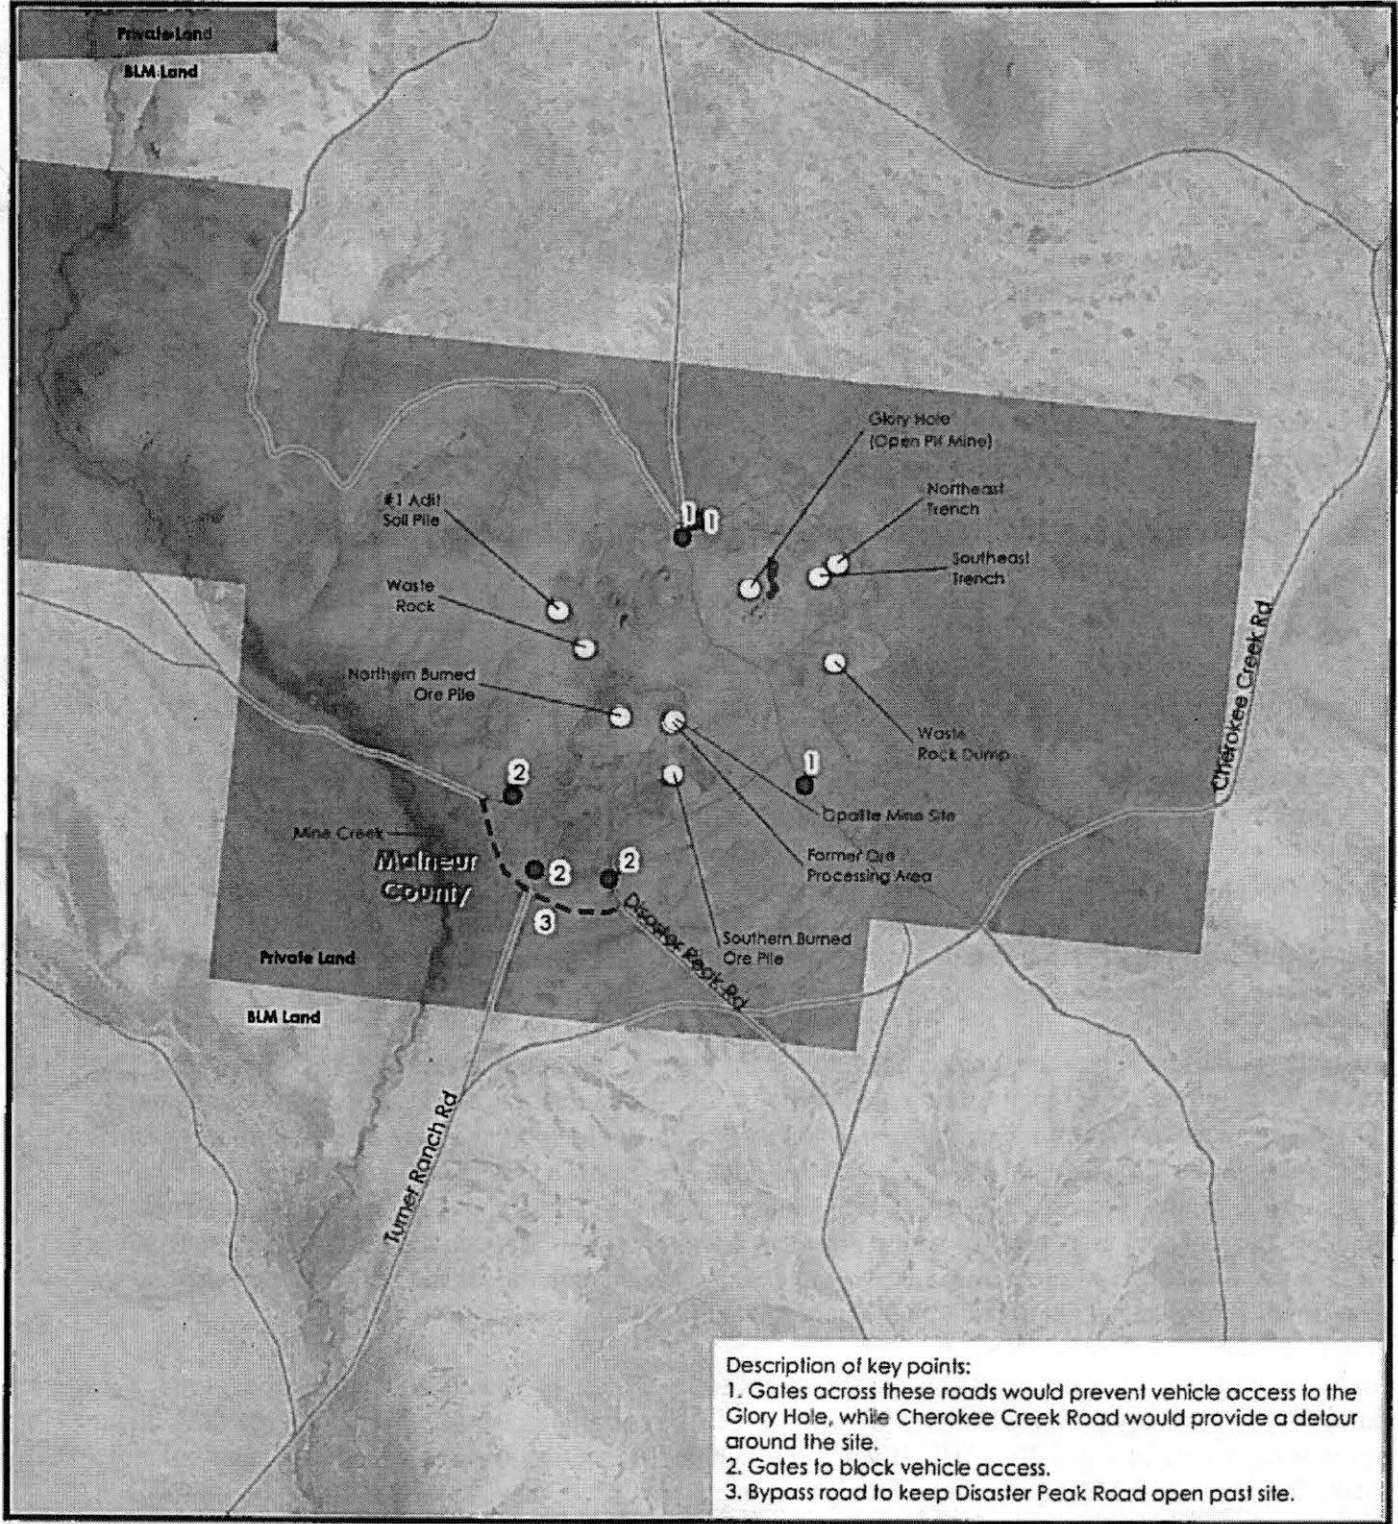 Private Land
BLM Land
Glory Hole
(Open Pit Mine)
Northeast
Trench
#1 Adit
Soil Pile
1
1
Southeast
Trench
Waste
Rock
Northern Burned
Ore Pile
Cherokee Creek Rd
Waste
Rock Dump
2
1
Opalite Mine Site
Mine Creek
Malheur
County
Former Ore
Processing Area
2
2
3
Disaster Peak Rd
Southern Burned
Ore Pile
Private Land
BLM Land
Turner Ranch Rd
Description of key points:
1. Gates across these roads would prevent vehicle access to the
Glory Hole, while Cherokee Creek Road would provide a detour
around the site.
2. Gates to block vehicle access.
3. Bypass road to keep Disaster Peak Road open past site.